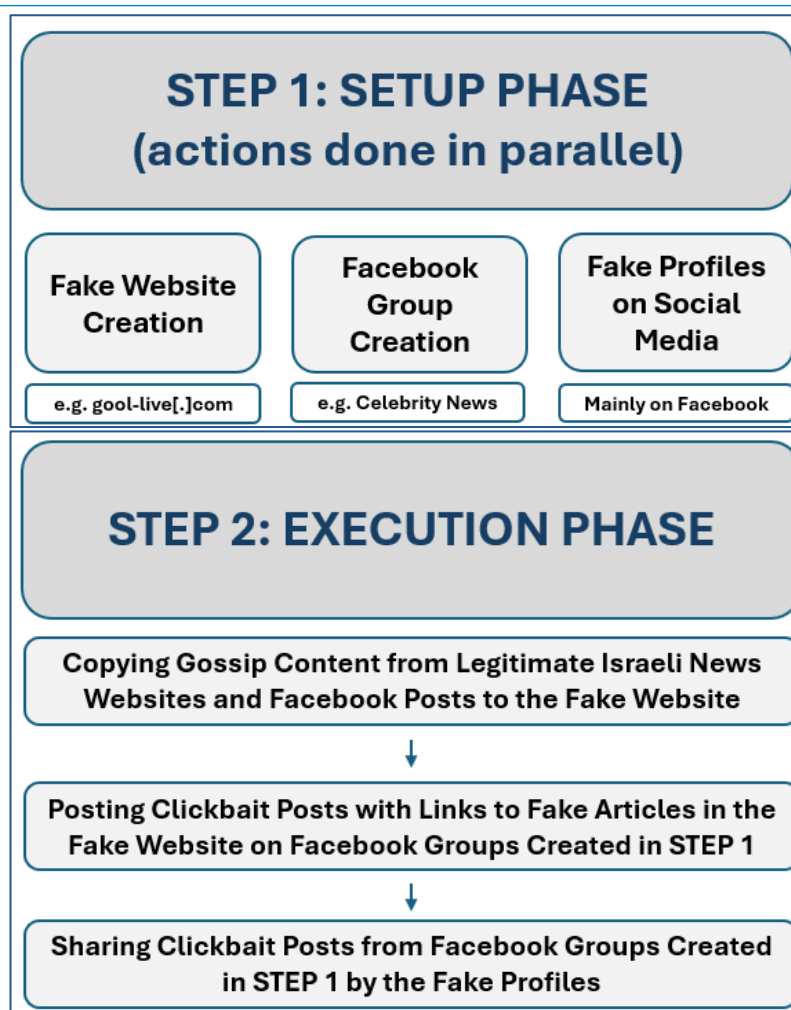 STEP 1: SETUP PHASE
(actions done in parallel)
Fake Website
Creation
Facebook
Group
Creation
Fake Profiles
on Social
Media
e.g. gool-live[.]com
e.g. Celebrity News
Mainly on Facebook
STEP 2: EXECUTION PHASE
Copying Gossip Content from Legitimate Israeli News
Websites and Facebook Posts to the Fake Website
Posting Clickbait Posts with Links to Fake Articles in the
Fake Website on Facebook Groups Created in STEP 1
Sharing Clickbait Posts from Facebook Groups Created
in STEP 1 by the Fake Profiles